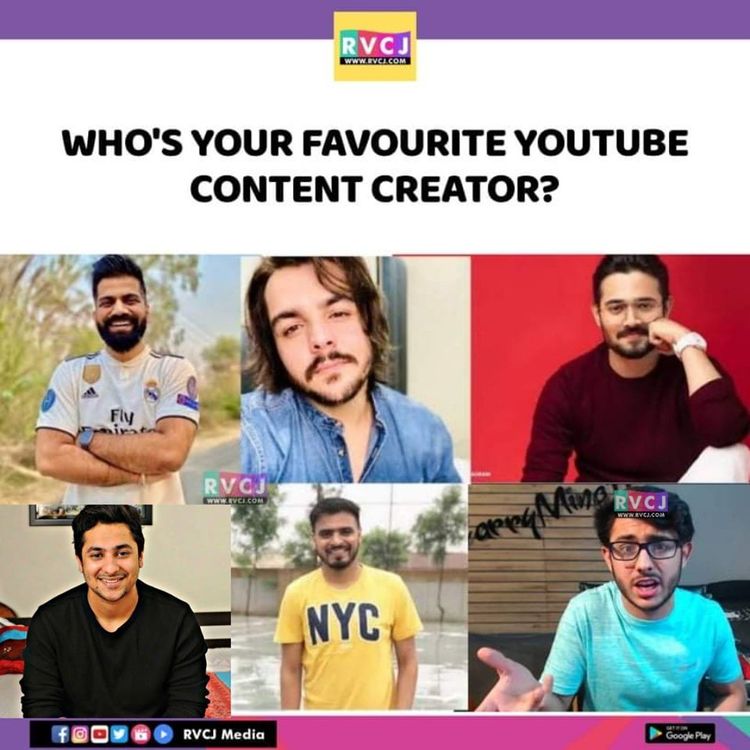 RVCJ
WWW.RVCJ.COM
WHO'S YOUR FAVOURITE YOUTUBE
CONTENT CREATOR?
Fly
Emirates
RVCJ
WWW.RVCJ.COM
NYC
RVCJ
WWW.RVCJ.COM
RVCJ Media
GET IT ON
Google Play